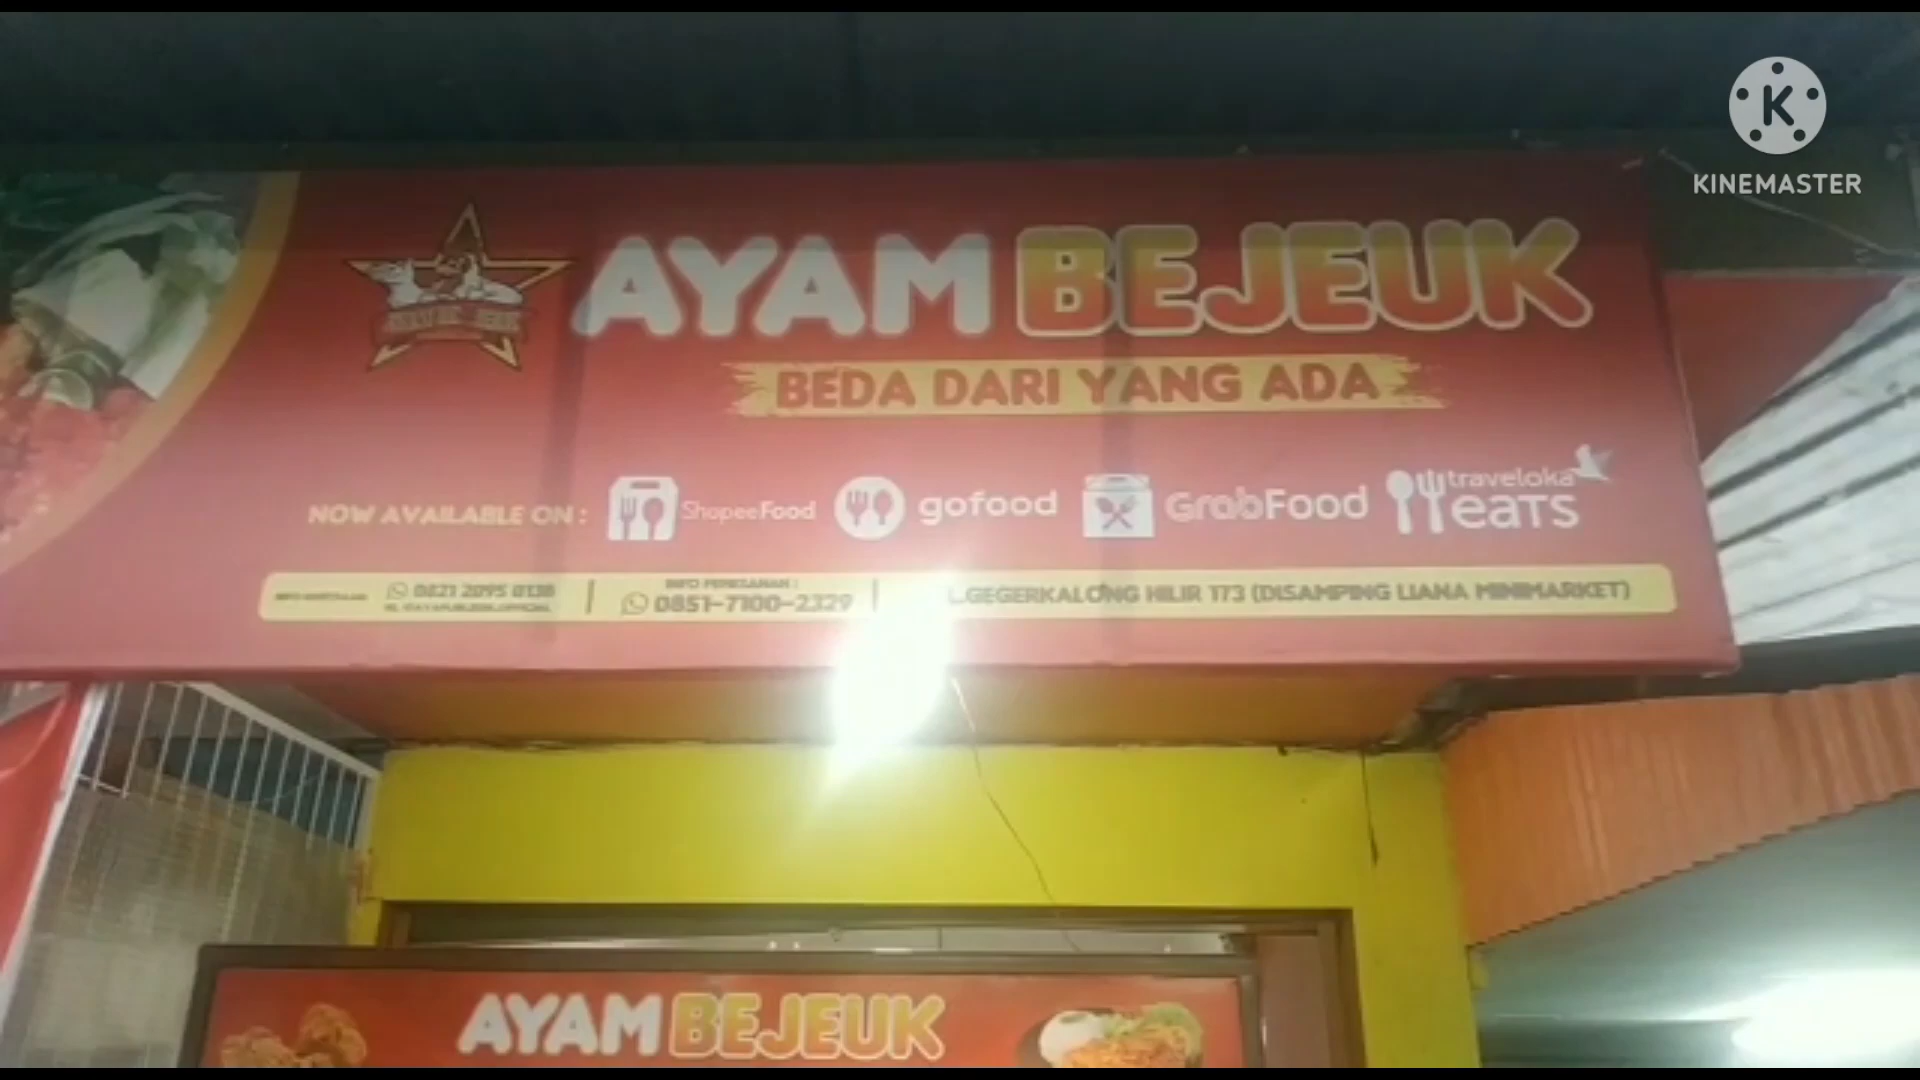 KINEMASTER
AYAM BEJEUK
BEDA DARI YANG ADA
NOW AVAILABLE ON :
ShopeeFood
gofood
GrabFood
traveloka
eats
0821 2095 0138
INFO PEMESANAN :
0851-7100-2329
GEGERKALONG HILIR 173 (DISAMPING LIANA MINIMARKET)
AYAM BEJEUK